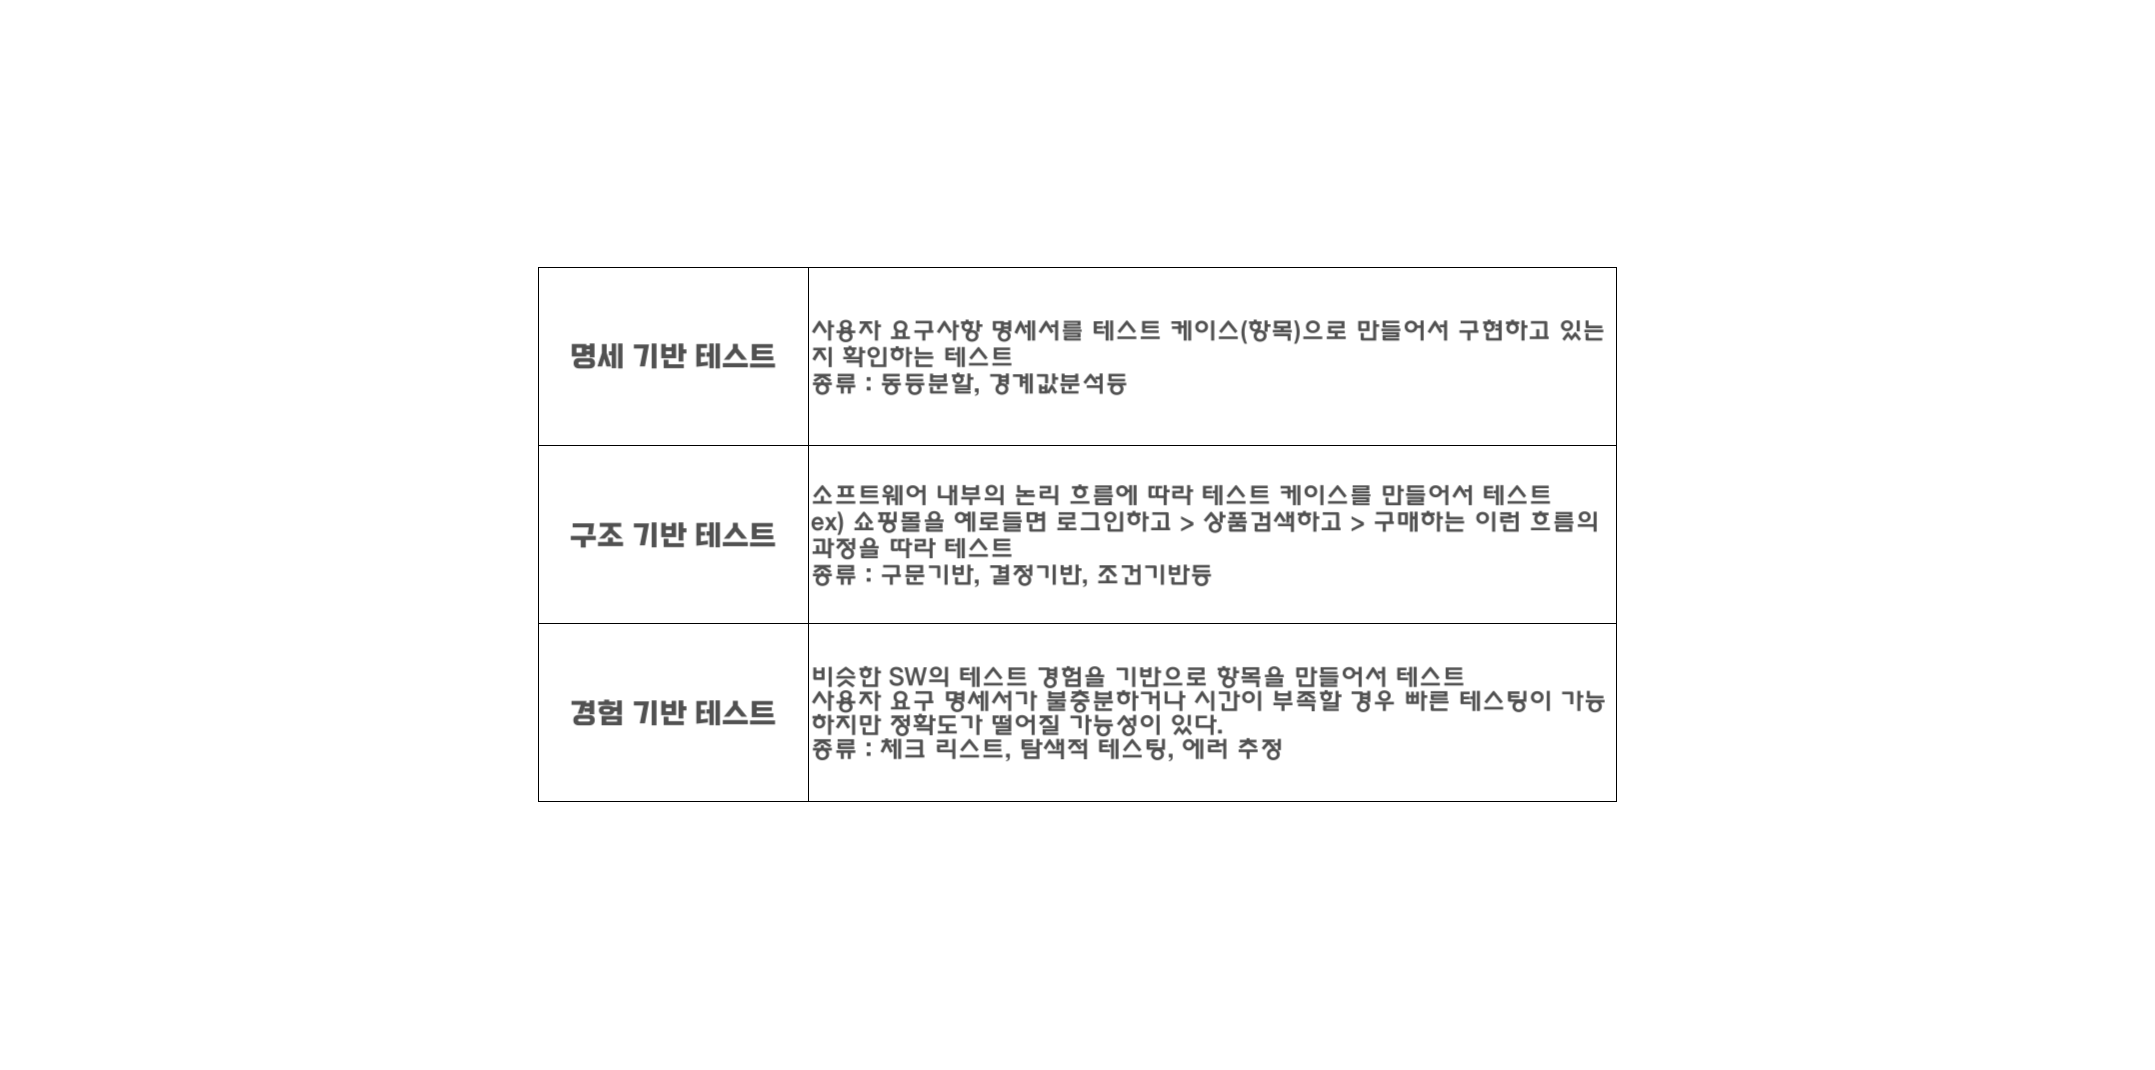 명세 기반 테스트
사용자 요구사항 명세서를 테스트 케이스(항목)으로 만들어서 구현하고 있는
지 확인하는 테스트
종류 : 동등분할, 경계값분석등
구조 기반 테스트
소프트웨어 내부의 논리 흐름에 따라 테스트 케이스를 만들어서 테스트
ex) 쇼핑몰을 예로들면 로그인하고 > 상품검색하고 > 구매하는 이런 흐름의
과정을 따라 테스트
종류 : 구문기반, 결정기반, 조건기반등
경험 기반 테스트
비슷한 SW의 테스트 경험을 기반으로 항목을 만들어서 테스트
사용자 요구 명세서가 불충분하거나 시간이 부족할 경우 빠른 테스팅이 가능
하지만 정확도가 떨어질 가능성이 있다.
종류 : 체크 리스트, 탐색적 테스팅, 에러 추정